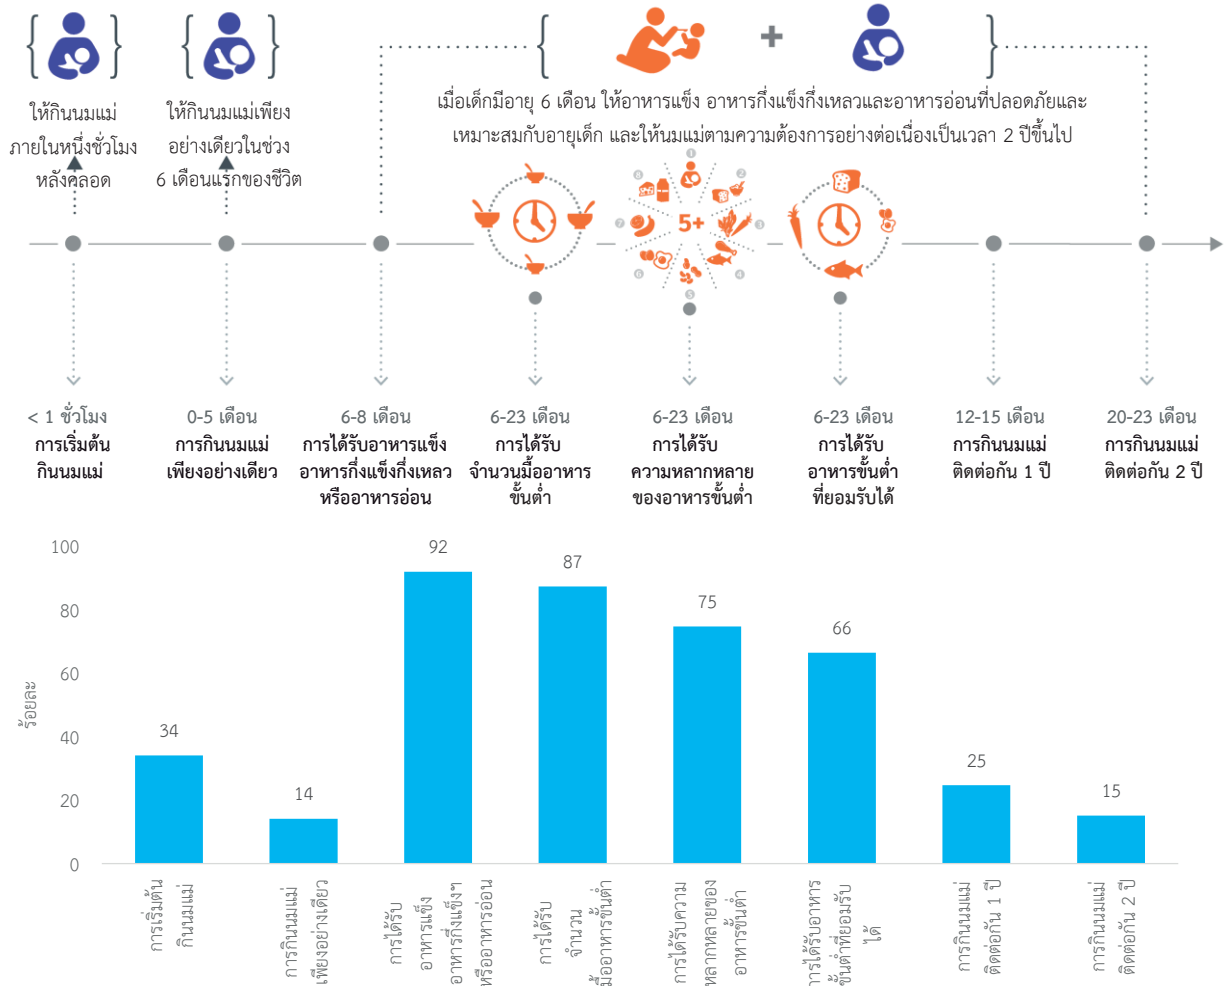 ให้กินนมแม่
ภายในหนึ่งชั่วโมง
หลังคลอด
ให้กินนมแม่เพียง
อย่างเดียวในช่วง
6 เดือนแรกของชีวิต
เมื่อเด็กมีอายุ 6 เดือน ให้อาหารแข็ง อาหารกึ่งแข็งกึ่งเหลวและอาหารอ่อนที่ปลอดภัยและ
เหมาะสมกับอายุเด็ก และให้นมแม่ตามความต้องการอย่างต่อเนื่องเป็นเวลา 2 ปีขึ้นไป
1
2
3
4
5
6
7
8
5+
< 1 ชั่วโมง
การเริ่มต้น
กินนมแม่
0-5 เดือน
การกินนมแม่
เพียงอย่างเดียว
6-8 เดือน
การได้รับอาหารแข็ง
อาหารกึ่งแข็งกึ่งเหลว
หรืออาหารอ่อน
6-23 เดือน
การได้รับ
จำนวนมื้ออาหาร
ขั้นต่ำ
6-23 เดือน
การได้รับ
ความหลากหลาย
ของอาหารขั้นต่ำ
6-23 เดือน
การได้รับ
อาหารขั้นต่ำ
ที่ยอมรับได้
12-15 เดือน
การกินนมแม่
ติดต่อกัน 1 ปี
20-23 เดือน
การกินนมแม่
ติดต่อกัน 2 ปี
ร้อยละ
100
80
60
40
20
0
34
14
92
87
75
66
25
15
การเริ่มต้น
กินนมแม่
การกินนมแม่
เพียงอย่างเดียว
การได้รับ
อาหารแข็ง
อาหารกึ่งแข็งฯ
หรืออาหารอ่อน
การได้รับ
จำนวน
มื้ออาหารขั้นต่ำ
การได้รับความ
หลากหลายของ
อาหารขั้นต่ำ
การได้รับอาหาร
ขั้นต่ำที่ยอมรับ
ได้
การกินนมแม่
ติดต่อกัน 1 ปี
การกินนมแม่
ติดต่อกัน 2 ปี